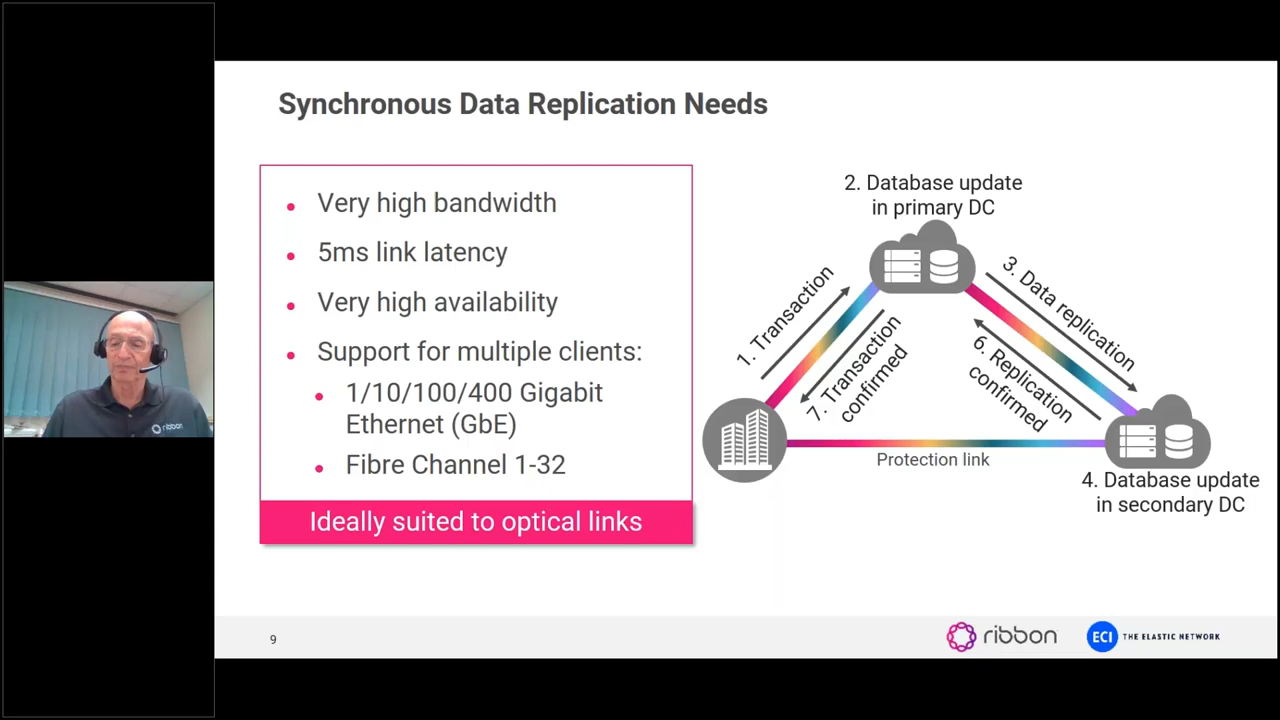 Synchronous Data Replication Needs
• Very high bandwidth
• 5ms link latency
• Very high availability
• Support for multiple clients:
• 1/10/100/400 Gigabit
Ethernet (GbE)
• Fibre Channel 1-32
Ideally suited to optical links
2. Database update
in primary DC
1. Transaction
7. Transaction
confirmed
3. Data replication
6. Replication
confirmed
Protection link
4. Database update
in secondary DC
ribbon
9
ribbon
ECI THE ELASTIC NETWORK